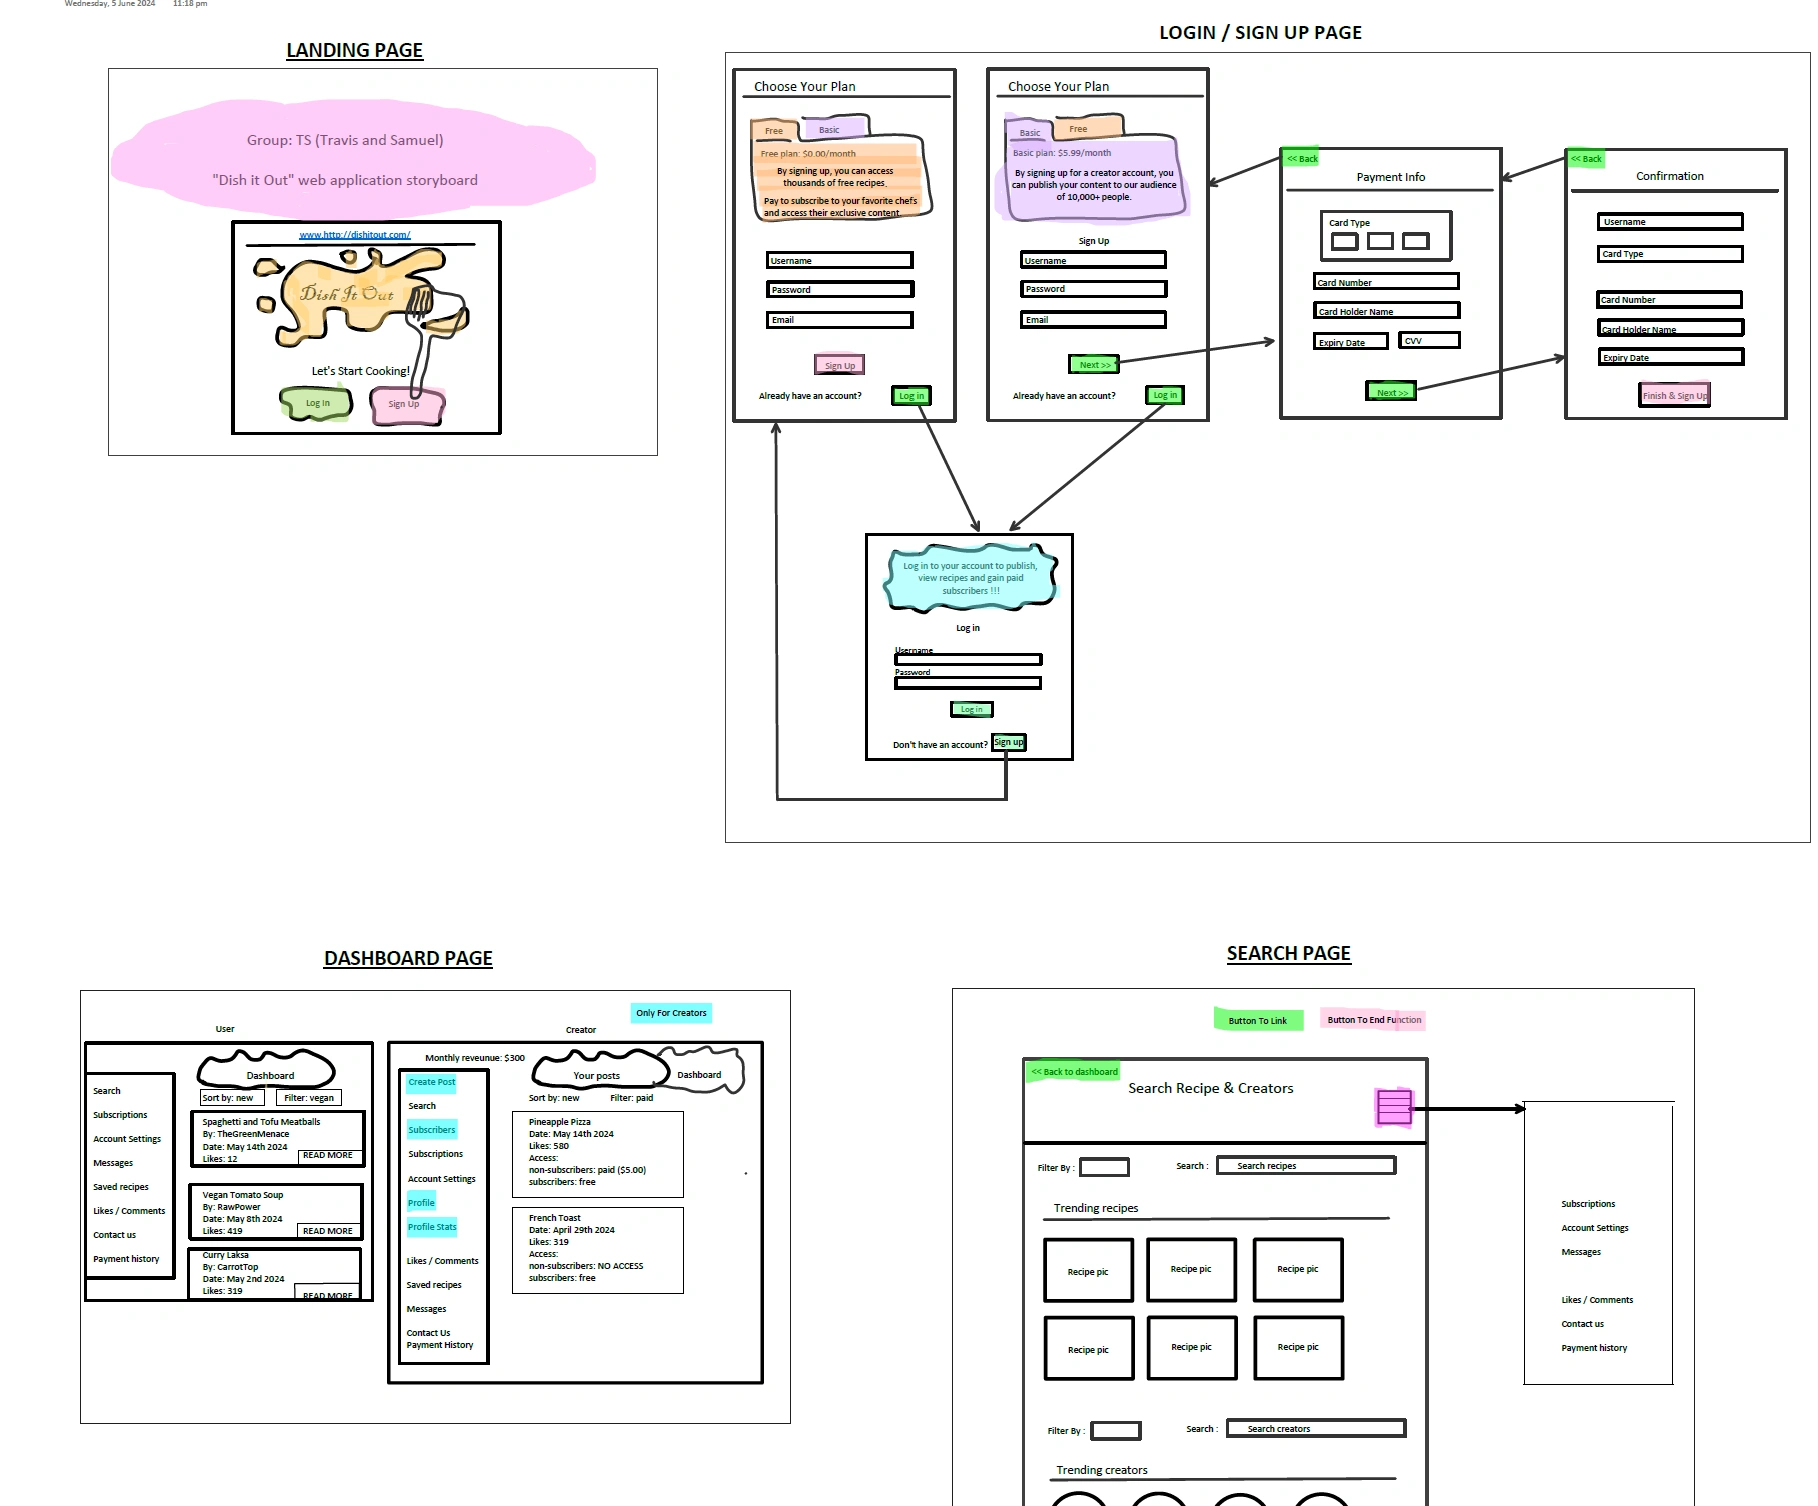 Wednesday, 5 June 2024 11:18 pm
LANDING PAGE
Group: TS (Travis and Samuel)
"Dish it Out" web application storyboard
www.http://dishitout.com/
Dish It Out
Let's Start Cooking!
Log In
Sign Up
LOGIN / SIGN UP PAGE
Choose Your Plan
Free
Basic
Free plan: $0.00/month
By signing up, you can access
thousands of free recipes.
Pay to subscribe to your favorite chefs
and access their exclusive content.
Username
Password
Email
Sign Up
Already have an account?
Log in
Choose Your Plan
Basic
Free
Basic plan: $5.99/month
By signing up for a creator account, you
can publish your content to our audience
of 10,000+ people.
Sign Up
Username
Password
Email
Next >>
Already have an account?
Log in
<< Back
Payment Info
Card Type
Card Number
Card Holder Name
Expiry Date
CVV
Next >>
<< Back
Confirmation
Username
Card Type
Card Number
Card Holder Name
Expiry Date
Finish & Sign Up
Log in to your account to publish,
view recipes and gain paid
subscribers !!!
Log in
Username
Password
Log in
Don't have an account?
Sign up
DASHBOARD PAGE
Only For Creators
User
Dashboard
Sort by: new
Filter: vegan
Search
Subscriptions
Account Settings
Messages
Saved recipes
Likes / Comments
Contact us
Payment history
Spaghetti and Tofu Meatballs
By: TheGreenMenace
Date: May 14th 2024
Likes: 12
READ MORE
Vegan Tomato Soup
By: RawPower
Date: May 8th 2024
Likes: 419
READ MORE
Curry Laksa
By: CarrotTop
Date: May 2nd 2024
Likes: 319
READ MORE
Creator
Monthly reveunue: $300
Your posts
Dashboard
Sort by: new
Filter: paid
Create Post
Search
Subscribers
Subscriptions
Account Settings
Profile
Profile Stats
Likes / Comments
Saved recipes
Messages
Contact Us
Payment History
Pineapple Pizza
Date: May 14th 2024
Likes: 580
Access:
non-subscribers: paid ($5.00)
subscribers: free
French Toast
Date: April 29th 2024
Likes: 319
Access:
non-subscribers: NO ACCESS
subscribers: free
SEARCH PAGE
Button To Link
Button To End Function
<< Back to dashboard
Search Recipe & Creators
Filter By :
Search :
Search recipes
Trending recipes
Recipe pic
Recipe pic
Recipe pic
Recipe pic
Recipe pic
Recipe pic
Filter By :
Search :
Search creators
Trending creators
Subscriptions
Account Settings
Messages
Likes / Comments
Contact us
Payment history